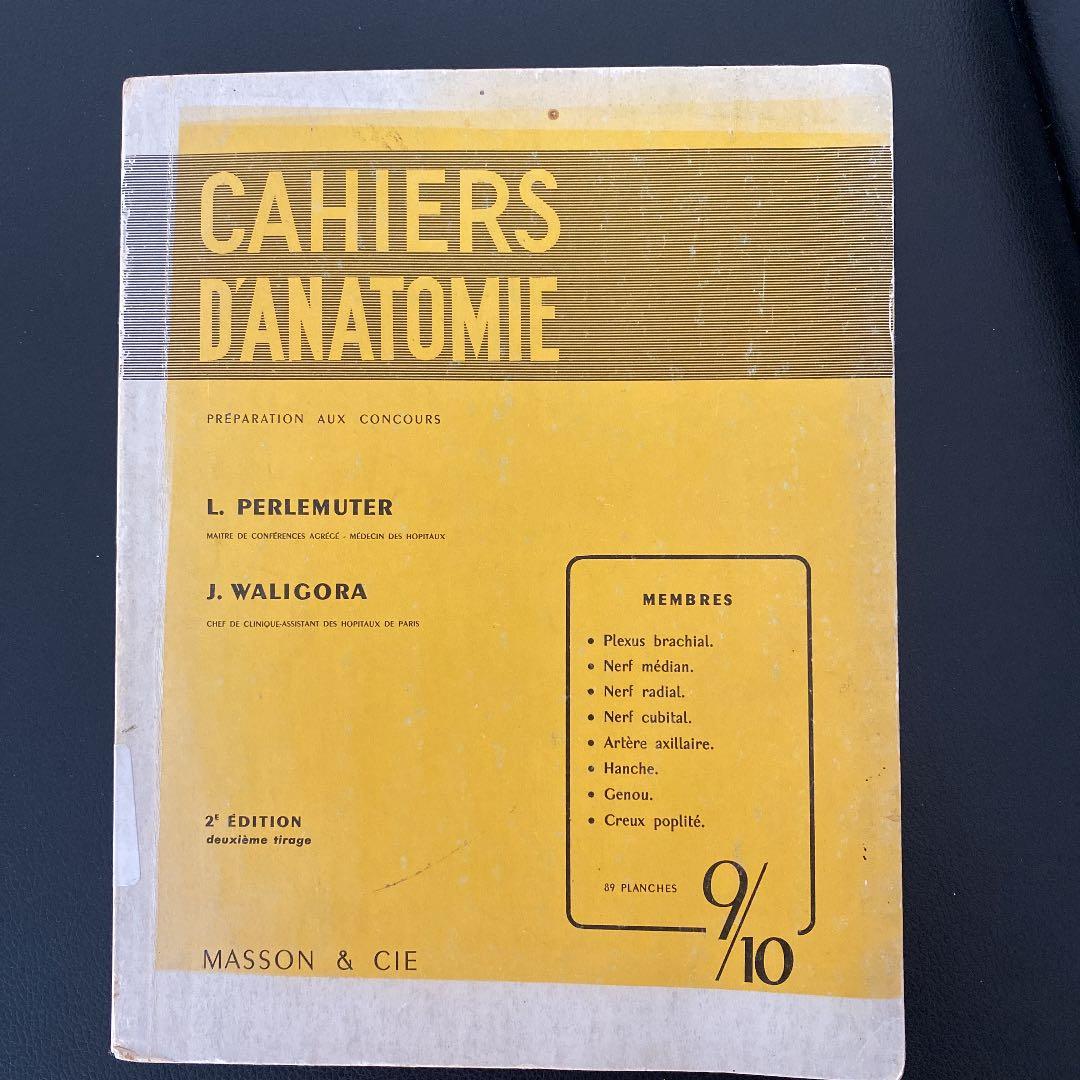 CAHIERS
D'ANATOMIE
PRÉPARATION AUX CONCOURS
L. PERLEMUTER
MAITRE DE CONFÉRENCES AGRÉGÉ - MÉDECIN DES HOPITAUX
J. WALIGORA
CHEF DE CLINIQUE-ASSISTANT DES HOPITAUX DE PARIS
MEMBRES
• Plexus brachial.
• Nerf médian.
• Nerf radial.
• Nerf cubital.
• Artère axillaire.
• Hanche.
• Genou.
• Creux poplité.
89 PLANCHES
9/10
2E ÉDITION
deuxième tirage
MASSON & CIE